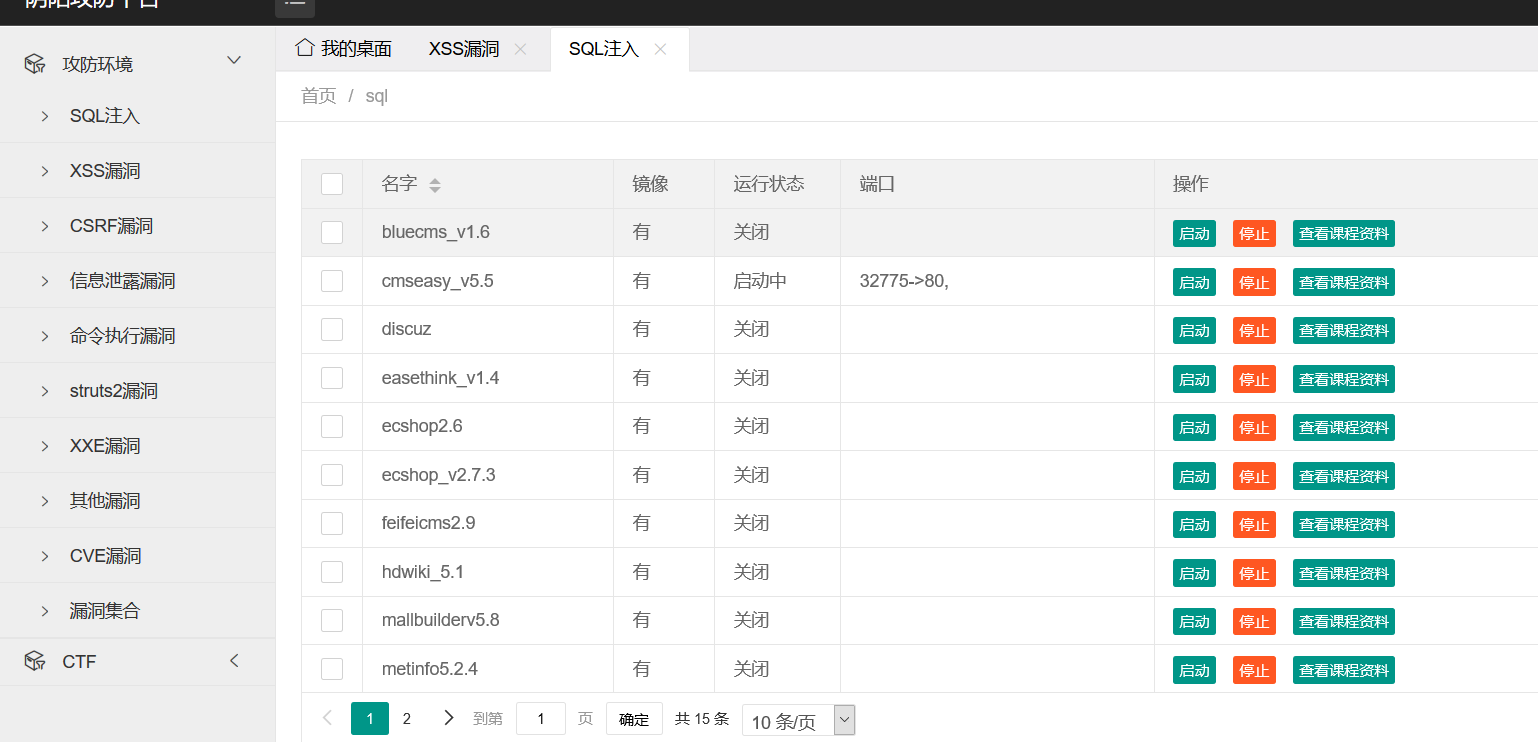 攻防环境
SQL注入
XSS漏洞
CSRF漏洞
信息泄露漏洞
命令执行漏洞
struts2漏洞
XXE漏洞
其他漏洞
CVE漏洞
漏洞集合
CTF
我的桌面 XSS漏洞 SQL注入
首页 / sql
名字 镜像 运行状态 端口 操作
bluecms_v1.6 有 关闭 启动 停止 查看课程资料
cmseasy_v5.5 有 启动中 32775->80, 启动 停止 查看课程资料
discuz 有 关闭 启动 停止 查看课程资料
easethink_v1.4 有 关闭 启动 停止 查看课程资料
ecshop2.6 有 关闭 启动 停止 查看课程资料
ecshop_v2.7.3 有 关闭 启动 停止 查看课程资料
feifeicms2.9 有 关闭 启动 停止 查看课程资料
hdwiki_5.1 有 关闭 启动 停止 查看课程资料
mallbuilderv5.8 有 关闭 启动 停止 查看课程资料
metinfo5.2.4 有 关闭 启动 停止 查看课程资料
1 2 到第 1 页 确定 共 15 条 10 条/页